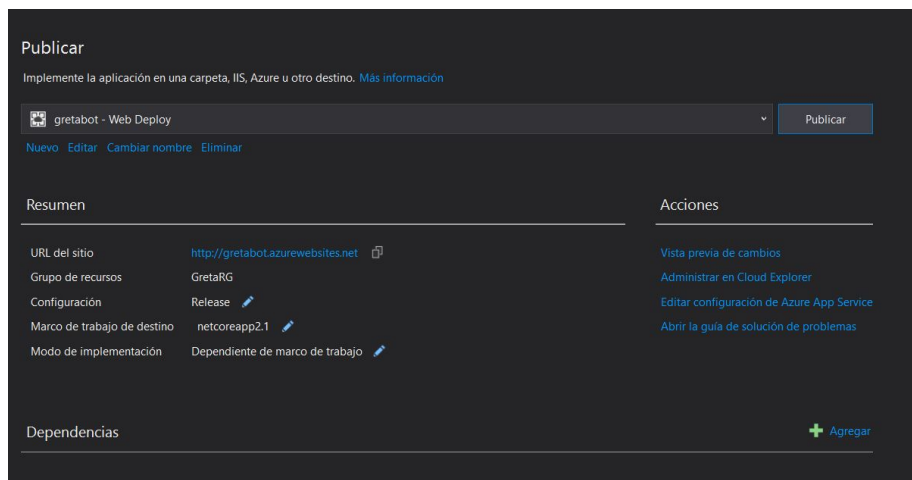 Publicar
Implemente la aplicación en una carpeta, IIS, Azure u otro destino. Más información
gretabot - Web Deploy
Publicar
Nuevo Editar Cambiar nombre Eliminar
Resumen
URL del sitio http://gretabot.azurewebsites.net
Grupo de recursos GretaRG
Configuración Release
Marco de trabajo de destino netcoreapp2.1
Modo de implementación Dependiente de marco de trabajo
Acciones
Vista previa de cambios
Administrar en Cloud Explorer
Editar configuración de Azure App Service
Abrir la guía de solución de problemas
Dependencias
Agregar